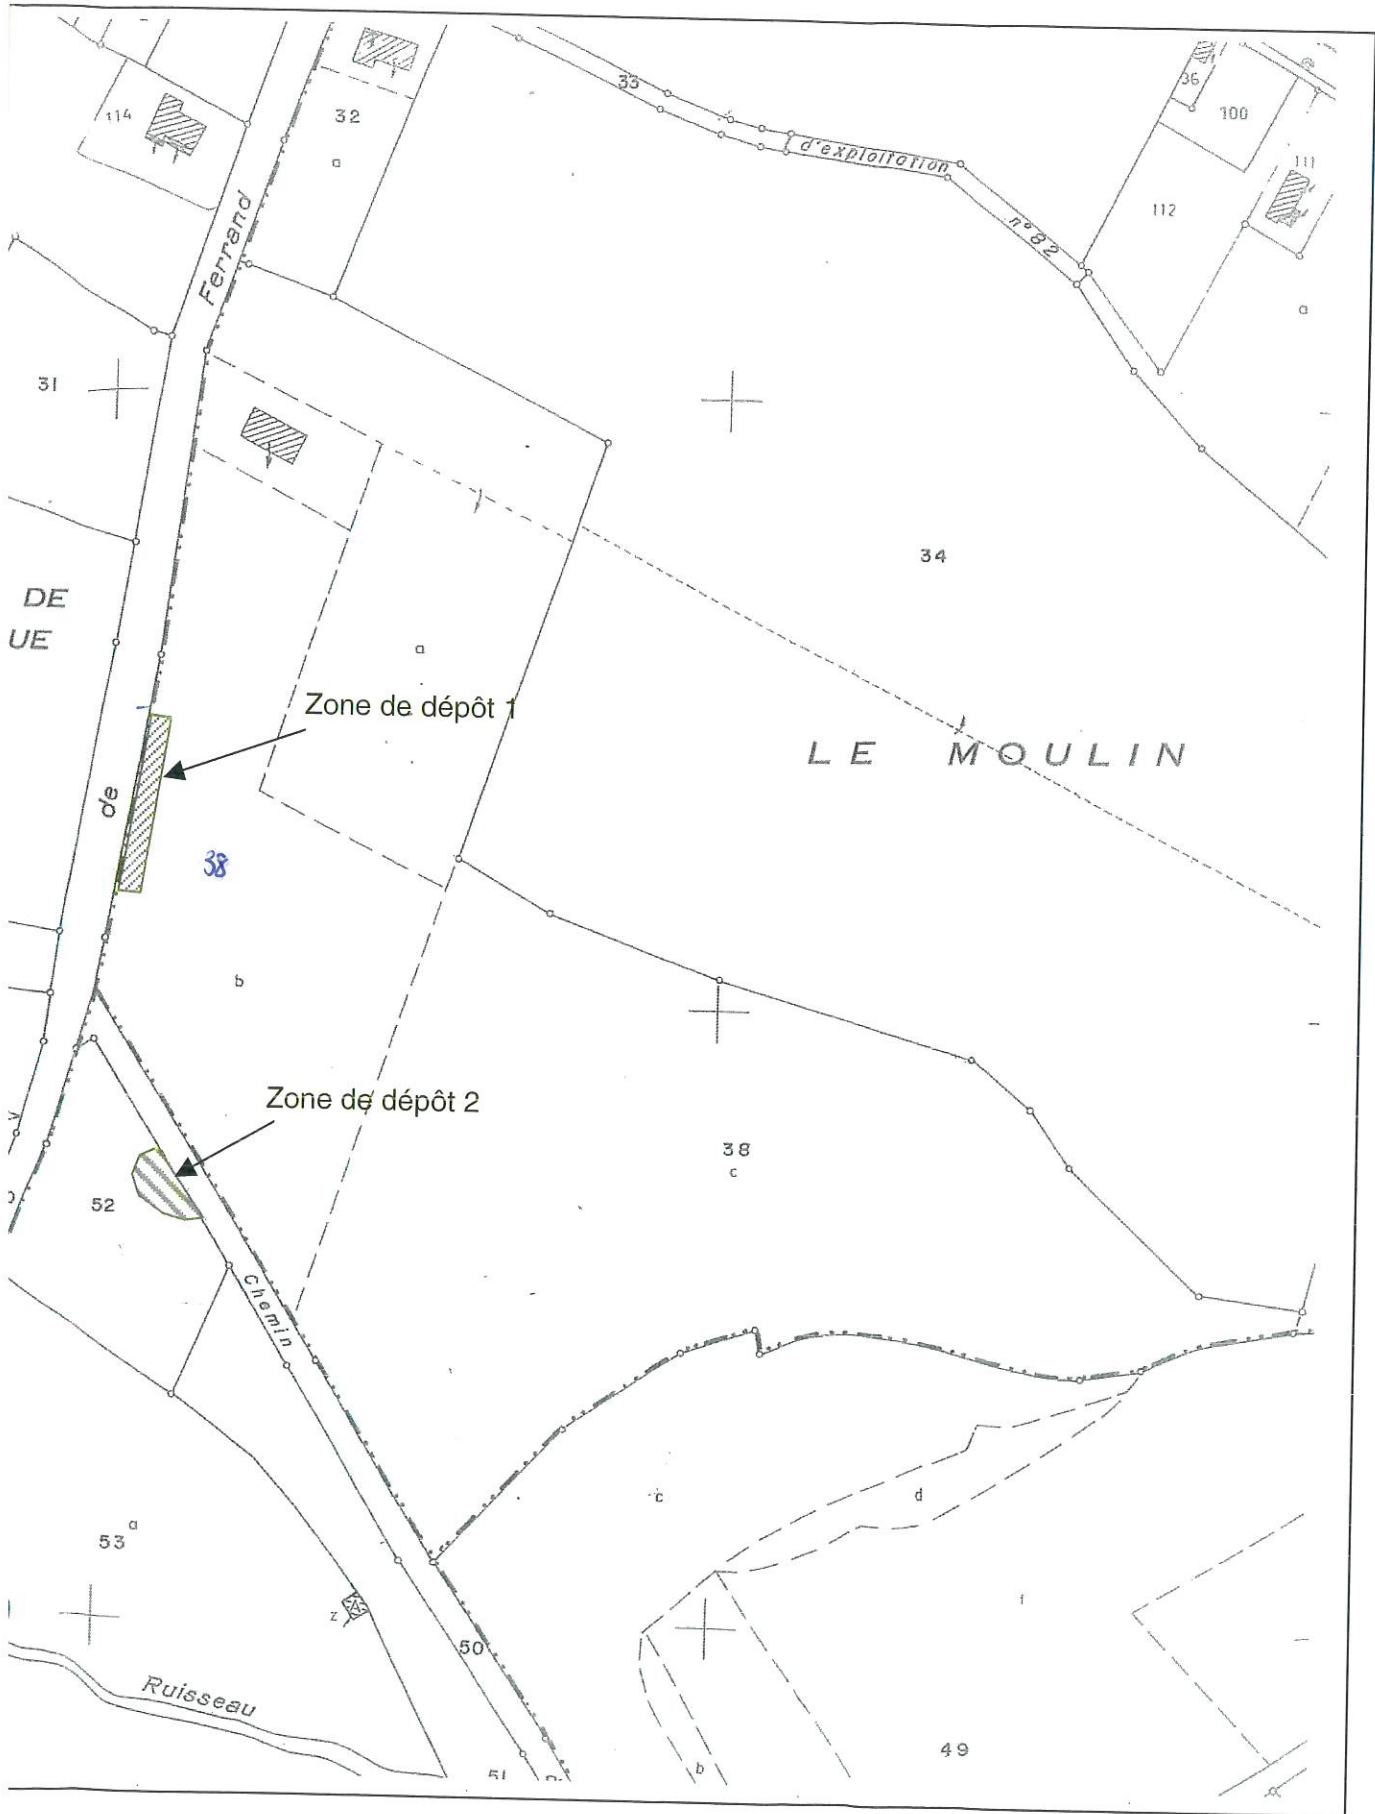 33
114
32
a
d'exploitation
n° 82
36
100
111
112
a
Ferrand
31
34
DE
UE
a
Zone de dépôt 1
LE MOULIN
de
38
b
Zone de dépôt 2
38
c
52
Chemin
c
d
53
a
z
f
50
Ruisseau
49
b
51